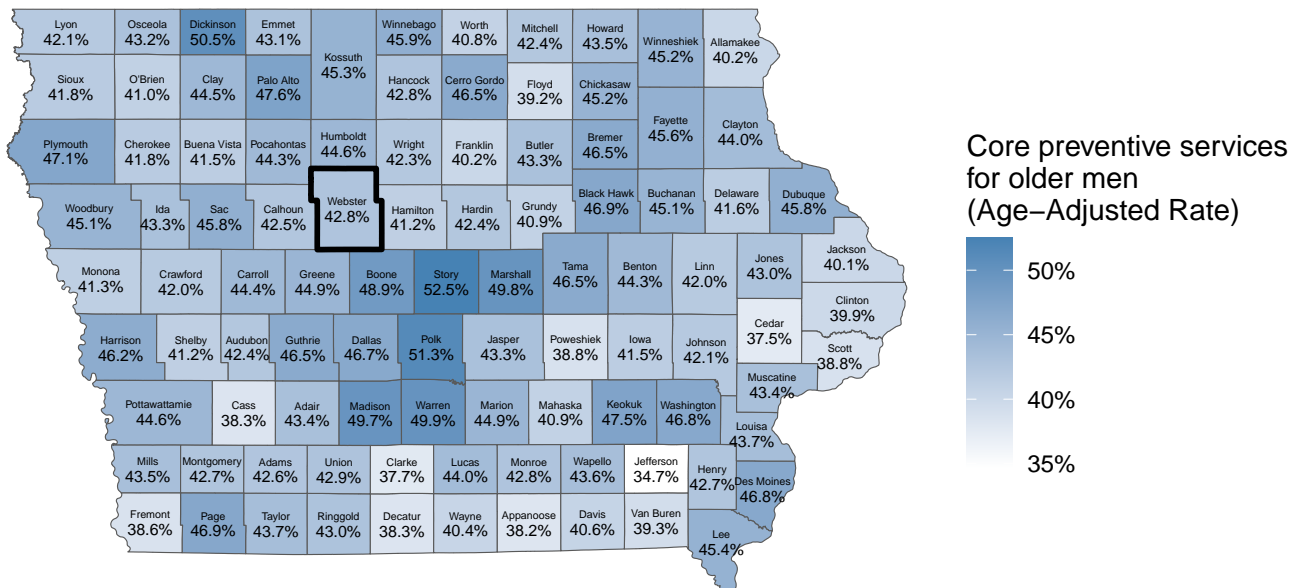 Lyon
42.1%
Osceola
43.2%
Dickinson
50.5%
Emmet
43.1%
Kossuth
45.3%
Winnebago
45.9%
Worth
40.8%
Mitchell
42.4%
Howard
43.5%
Winneshiek
45.2%
Allamakee
40.2%
Sioux
41.8%
O'Brien
41.0%
Clay
44.5%
Palo Alto
47.6%
Hancock
42.8%
Cerro Gordo
46.5%
Floyd
39.2%
Chickasaw
45.2%
Plymouth
47.1%
Cherokee
41.8%
Buena Vista
41.5%
Pocahontas
44.3%
Humboldt
44.6%
Wright
42.3%
Franklin
40.2%
Butler
43.3%
Bremer
46.5%
Fayette
45.6%
Clayton
44.0%
Woodbury
45.1%
Ida
43.3%
Sac
45.8%
Calhoun
42.5%
Webster
42.8%
Hamilton
41.2%
Hardin
42.4%
Grundy
40.9%
Black Hawk
46.9%
Buchanan
45.1%
Delaware
41.6%
Dubuque
45.8%
Monona
41.3%
Crawford
42.0%
Carroll
44.4%
Greene
44.9%
Boone
48.9%
Story
52.5%
Marshall
49.8%
Tama
46.5%
Benton
44.3%
Linn
42.0%
Jones
43.0%
Jackson
40.1%
Clinton
39.9%
Harrison
46.2%
Shelby
41.2%
Audubon
42.4%
Guthrie
46.5%
Dallas
46.7%
Polk
51.3%
Jasper
43.3%
Poweshiek
38.8%
Iowa
41.5%
Johnson
42.1%
Cedar
37.5%
Scott
38.8%
Muscatine
43.4%
Pottawattamie
44.6%
Cass
38.3%
Adair
43.4%
Madison
49.7%
Warren
49.9%
Marion
44.9%
Mahaska
40.9%
Keokuk
47.5%
Washington
46.8%
Louisa
43.7%
Mills
43.5%
Montgomery
42.7%
Adams
42.6%
Union
42.9%
Clarke
37.7%
Lucas
44.0%
Monroe
42.8%
Wapello
43.6%
Jefferson
34.7%
Henry
42.7%
Des Moines
46.8%
Fremont
38.6%
Page
46.9%
Taylor
43.7%
Ringgold
43.0%
Decatur
38.3%
Wayne
40.4%
Appanoose
38.2%
Davis
40.6%
Van Buren
39.3%
Lee
45.4%
Core preventive services
for older men
(Age−Adjusted Rate)
50%
45%
40%
35%